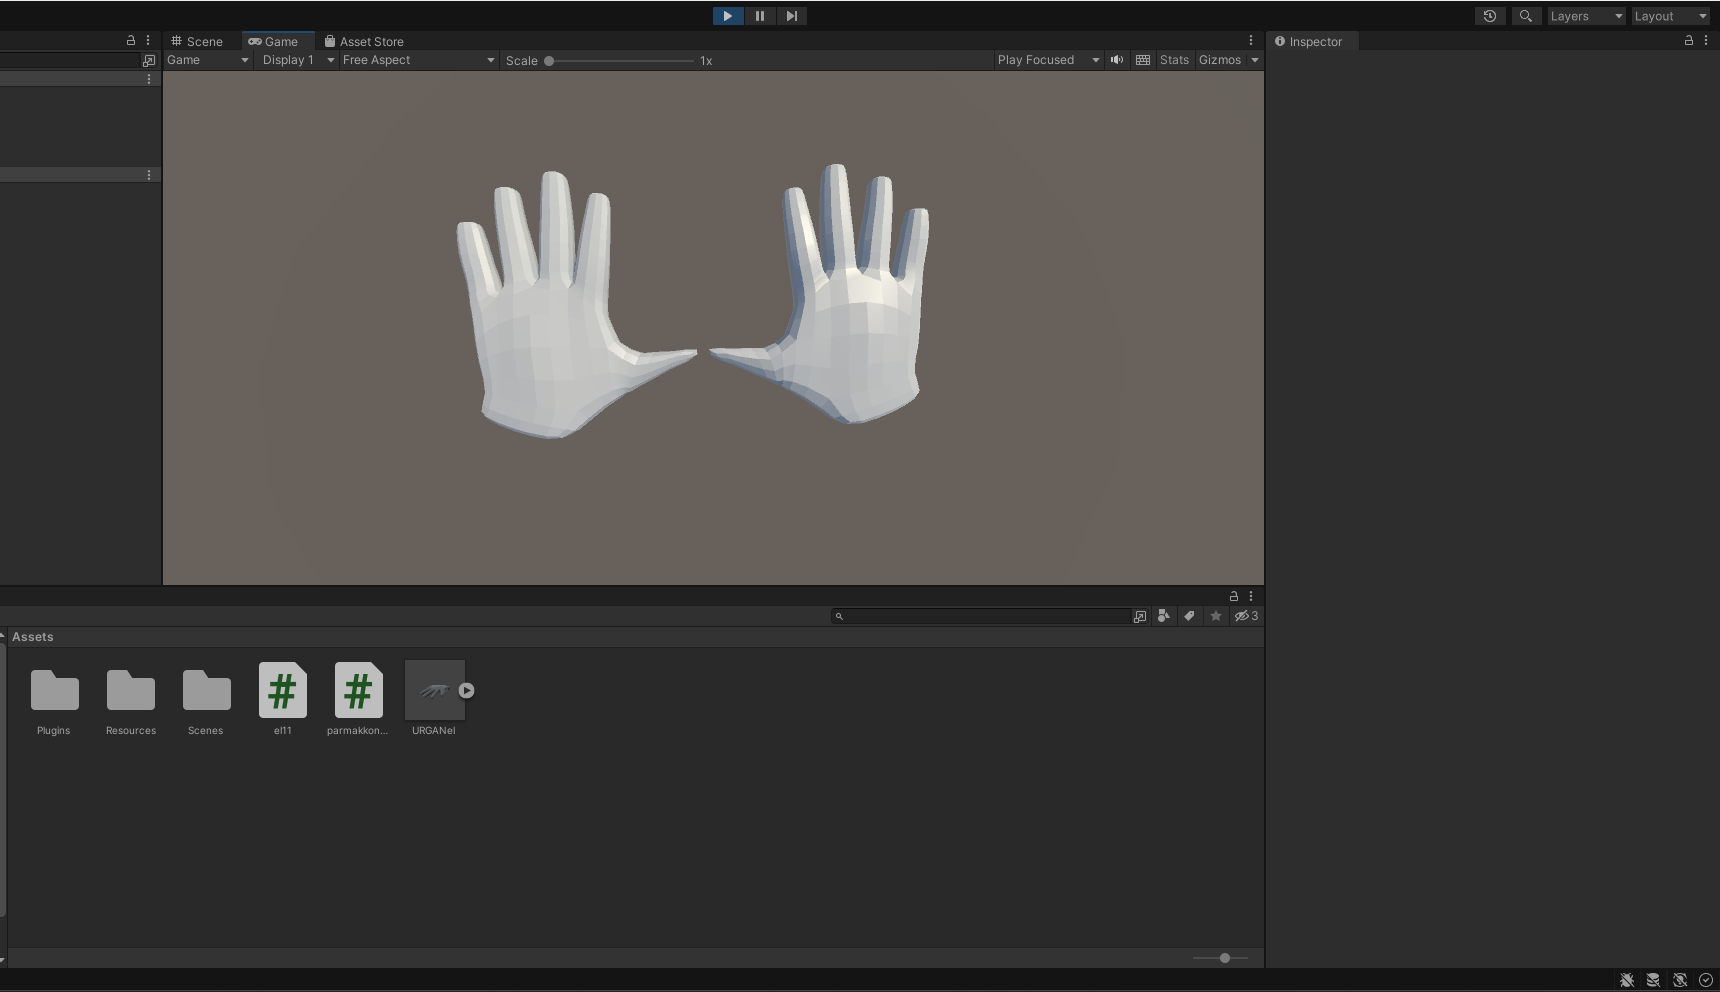 Layers
Layout
Scene
Game
Asset Store
Inspector
Game
Display 1
Free Aspect
Scale
1x
Play Focused
Stats
Gizmos
3
Assets
Plugins
Resources
Scenes
el11
parmakkon...
URGANel